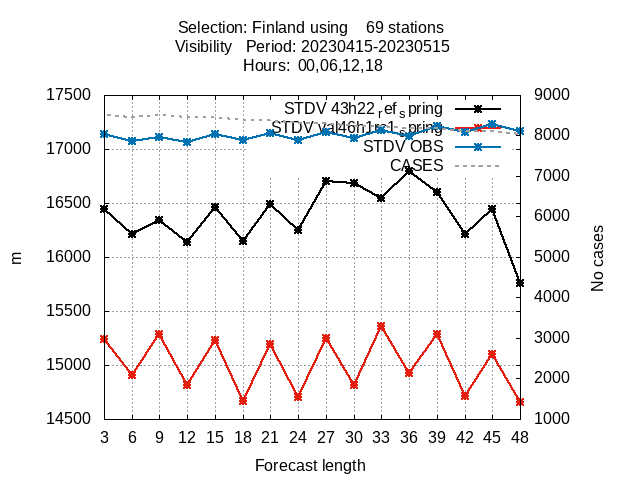 Selection: Finland using 69 stations
Visibility Period: 20230415-20230515
Hours: 00,06,12,18
17500
17000
16500
16000
15500
15000
14500
9000
8000
7000
6000
5000
4000
3000
2000
1000
m
No cases
STDV 43h22ref_spring
STDV OBS
CASES
3 6 9 12 15 18 21 24 27 30 33 36 39 42 45 48
Forecast length